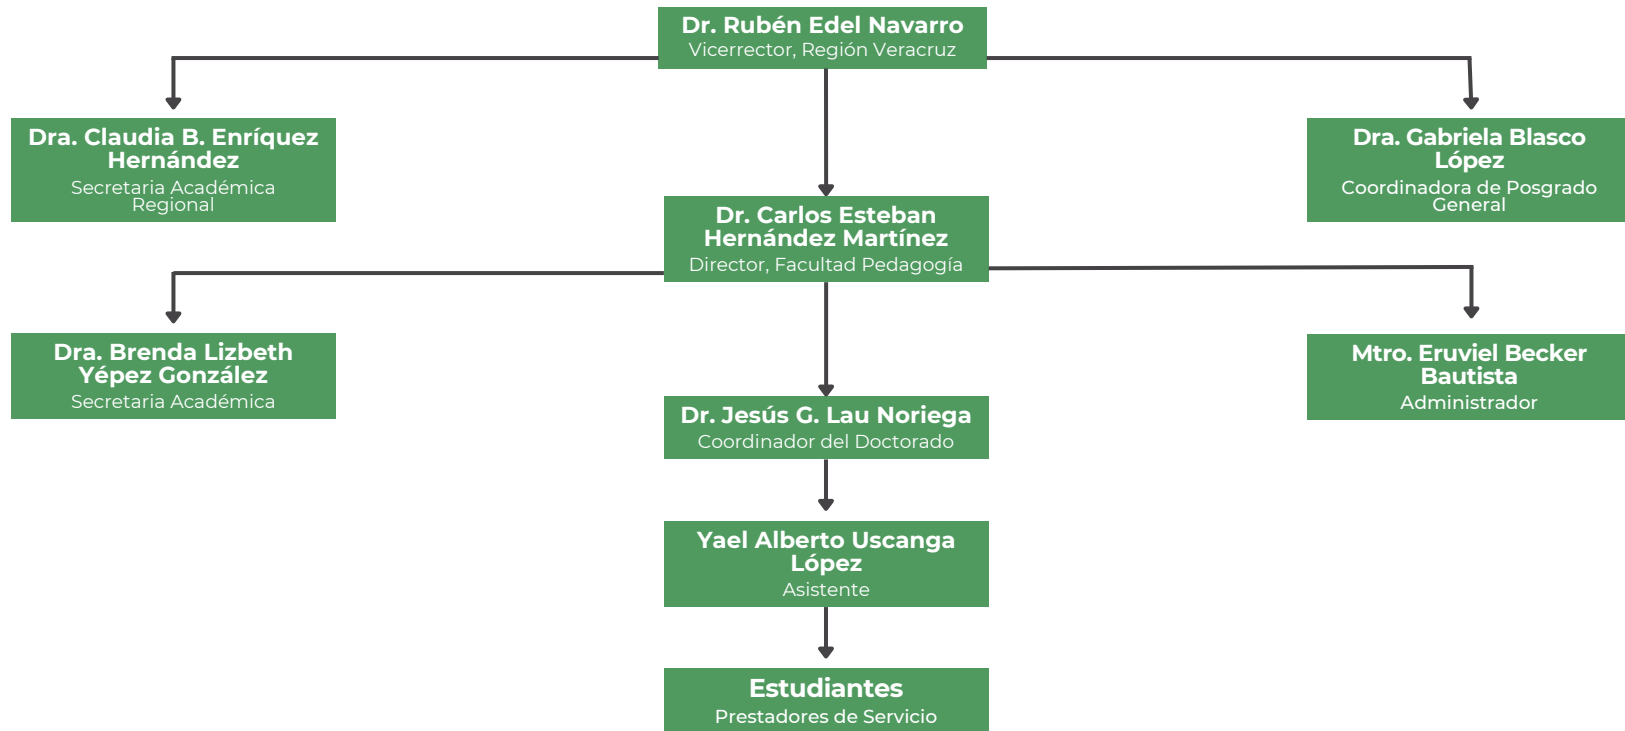 Dr. Rubén Edel Navarro
Vicerrector, Región Veracruz
Dra. Claudia B. Enríquez
Hernández
Secretaria Académica
Regional
Dra. Gabriela Blasco
López
Coordinadora de Posgrado
General
Dr. Carlos Esteban
Hernández Martínez
Director, Facultad Pedagogía
Dra. Brenda Lizbeth
Yépez González
Secretaria Académica
Mtro. Eruviel Becker
Bautista
Administrador
Dr. Jesús G. Lau Noriega
Coordinador del Doctorado
Yael Alberto Uscanga
López
Asistente
Estudiantes
Prestadores de Servicio